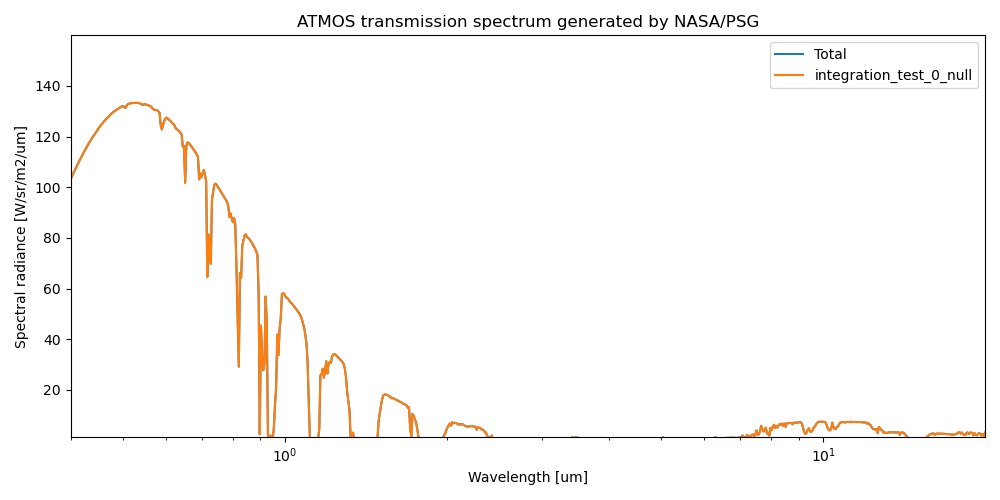 ATMOS transmission spectrum generated by NASA/PSG
Total
integration_test_0_null
140
120
100
80
60
40
20
Spectral radiance [W/sr/m2/um]
10⁰
10¹
Wavelength [um]